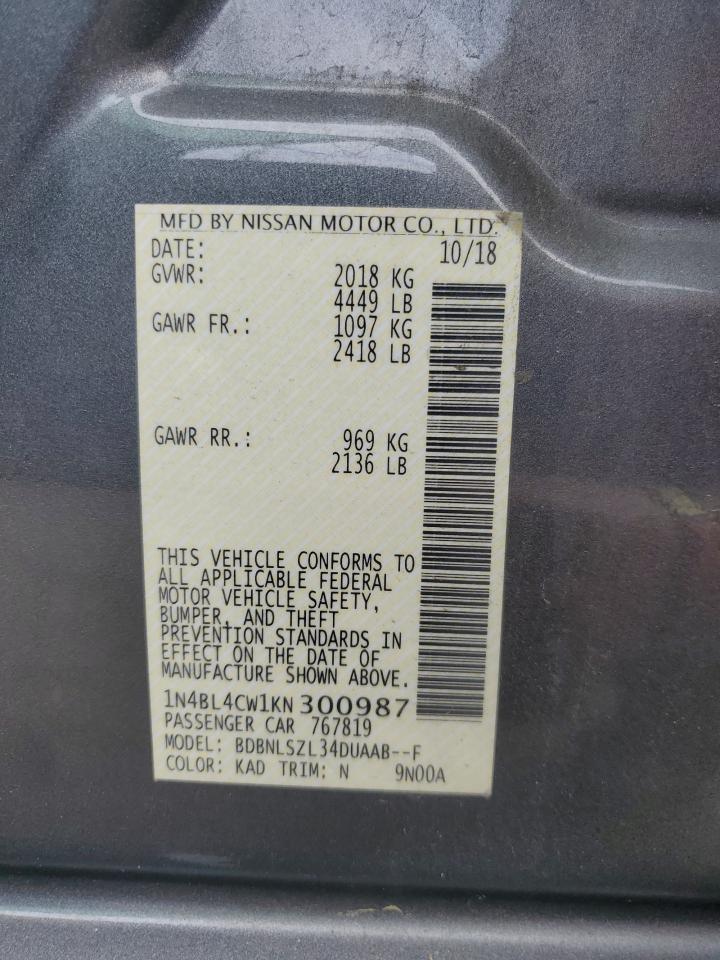 MFD BY NISSAN MOTOR CO., LTD.
DATE: 10/18
GVWR: 2018 KG
4449 LB
GAWR FR.: 1097 KG
2418 LB
GAWR RR.: 969 KG
2136 LB
THIS VEHICLE CONFORMS TO
ALL APPLICABLE FEDERAL
MOTOR VEHICLE SAFETY,
BUMPER, AND THEFT
PREVENTION STANDARDS IN
EFFECT ON THE DATE OF
MANUFACTURE SHOWN ABOVE.
1N4BL4CW1KN300987
PASSENGER CAR 767819
MODEL: BDBNLSZL34DUAAB--F
COLOR: KAD TRIM: N 9N00A